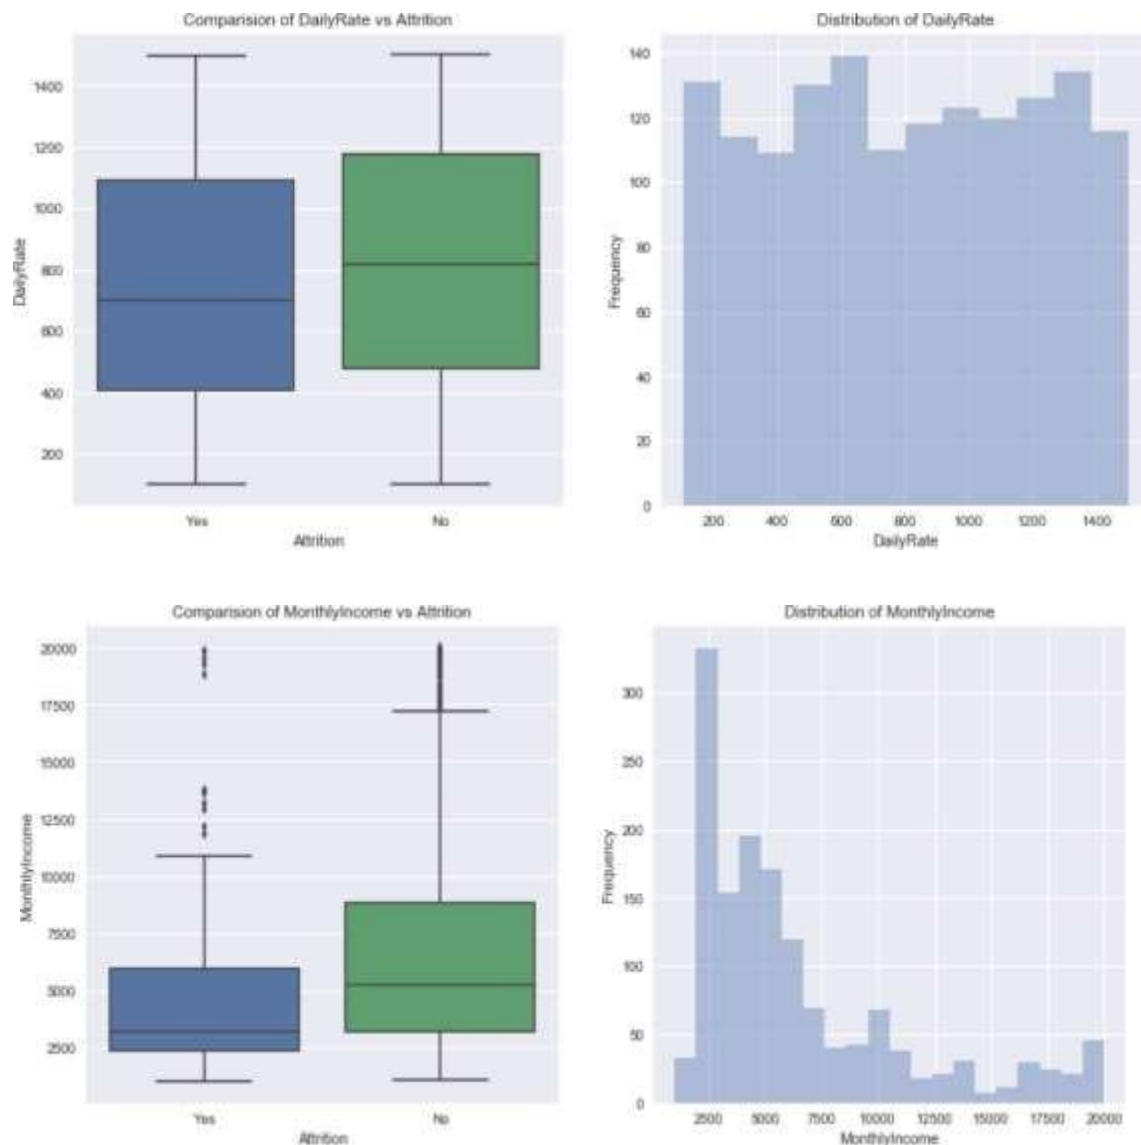 Comparision of DailyRate vs Attrition
DailyRate
1400
1200
1000
800
600
400
200
Yes
No
Attrition
Distribution of DailyRate
Frequency
140
120
100
80
60
40
20
0
200
400
600
800
1000
1200
1400
DailyRate
Comparision of MonthlyIncome vs Attrition
MonthlyIncome
20000
17500
15000
12500
10000
7500
5000
2500
Yes
No
Attrition
Distribution of MonthlyIncome
Frequency
300
250
200
150
100
50
0
2500
5000
7500
10000
12500
15000
17500
20000
MonthlyIncome